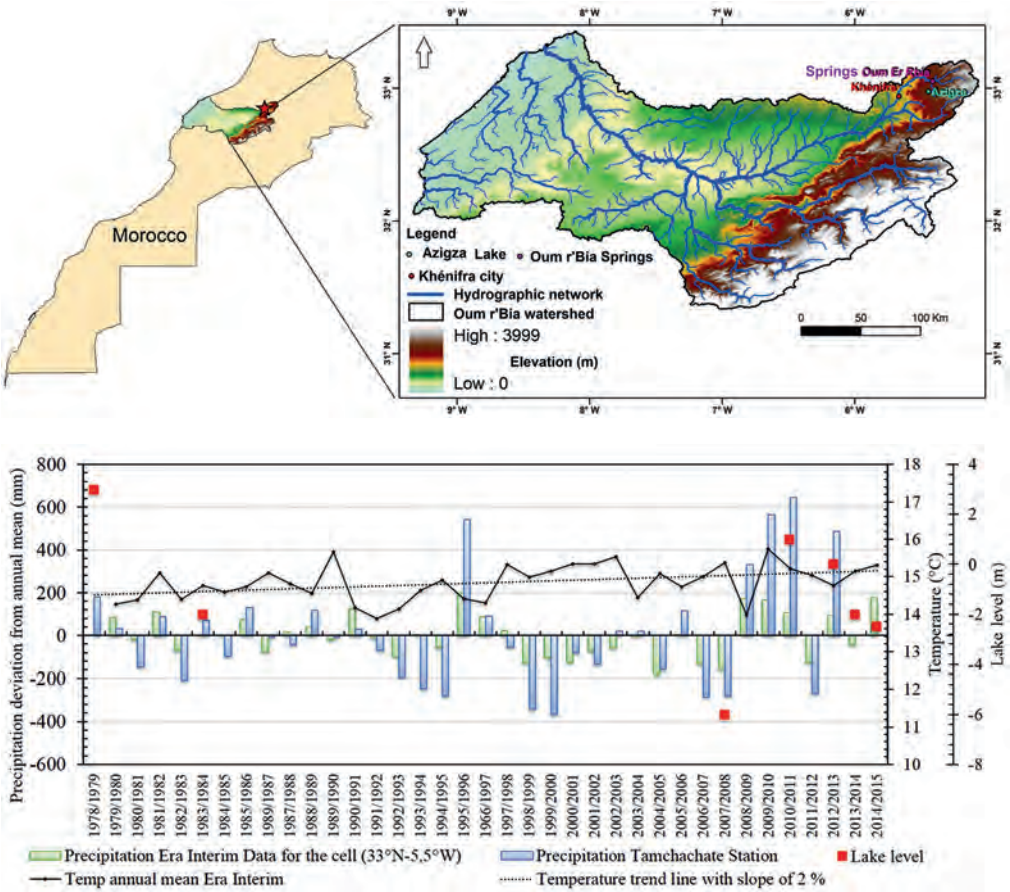 9° W 8° W 7° W 6° W
33° N
Springs Oum Er Rbia
Khénifra
Azigza
33° N
Morocco
32° N
32° N
Legend
Azigza Lake Oum r'Bia Springs
Khénifra city
Hydrographic network
Oum r'Bia watershed
High : 3999
Elevation (m)
Low : 0
0 50 100 Km
31° N
31° N
9° W 8° W 7° W 6° W
Precipitation deviation from annual mean (mm)
800
600
400
200
0
-200
-400
-600
18
17
16
15
14
13
12
11
10
Temperature (°C)
4
2
0
-2
-4
-6
-8
Lake level (m)
1978/1979
1979/1980
1980/1981
1981/1982
1982/1983
1983/1984
1984/1985
1985/1986
1987/1987
1987/1988
1988/1989
1989/1990
1990/1991
1991/1992
1992/1993
1993/1994
1994/1995
1995/1996
1966/1997
1997/1998
1998/1999
1999/2000
2000/2001
2001/2002
2002/2003
2003/2004
2004/2005
2005/2006
2006/2007
2007/2008
2008/2009
2009/2010
2010/2011
2011/2012
2012/2013
2013/2014
2014/2015
Precipitation Era Interim Data for the cell (33°N-5,5°W) Precipitation Tamchachate Station Lake level
Temp annual mean Era Interim Temperature trend line with slope of 2 %